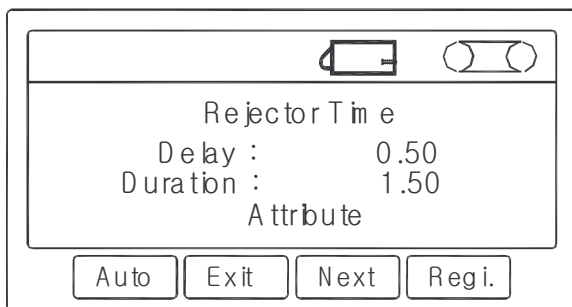 Rejector Time
Delay : 0.50
Duration : 1.50
Attribute
Auto Exit Next Regi.